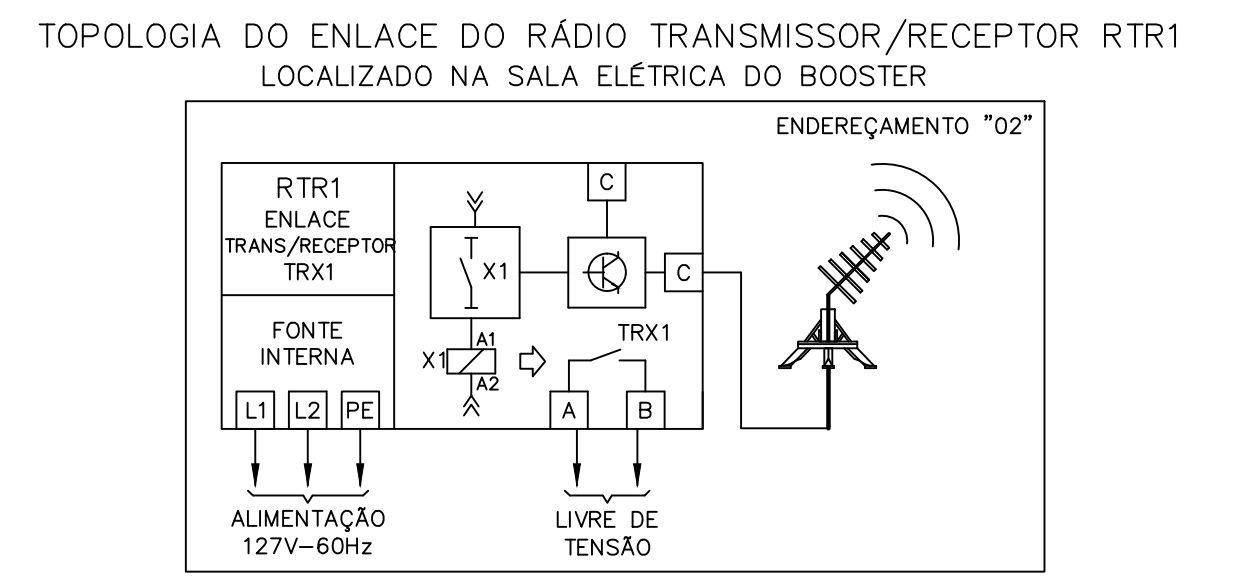 TOPOLOGIA DO ENLACE DO RÁDIO TRANSMISSOR/RECEPTOR RTR1
LOCALIZADO NA SALA ELÉTRICA DO BOOSTER
ENDEREÇAMENTO "02"
RTR1
ENLACE
TRANS/RECEPTOR
TRX1
FONTE
INTERNA
L1 L2 PE
ALIMENTAÇÃO
127V-60Hz
C
X1
C
A1
X1
A2
TRX1
A B
LIVRE DE
TENSÃO